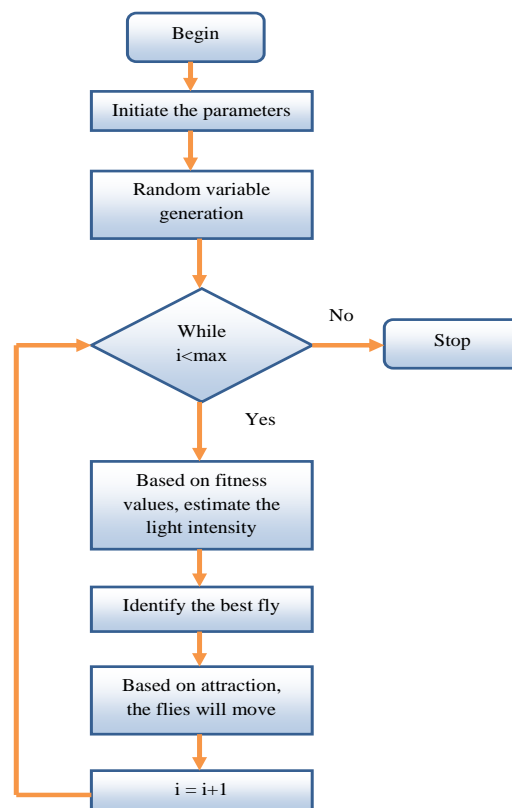 Begin
Initiate the parameters
Random variable
generation
While
i<max
No
Stop
Yes
Based on fitness
values, estimate the
light intensity
Identify the best fly
Based on attraction,
the flies will move
i = i+1